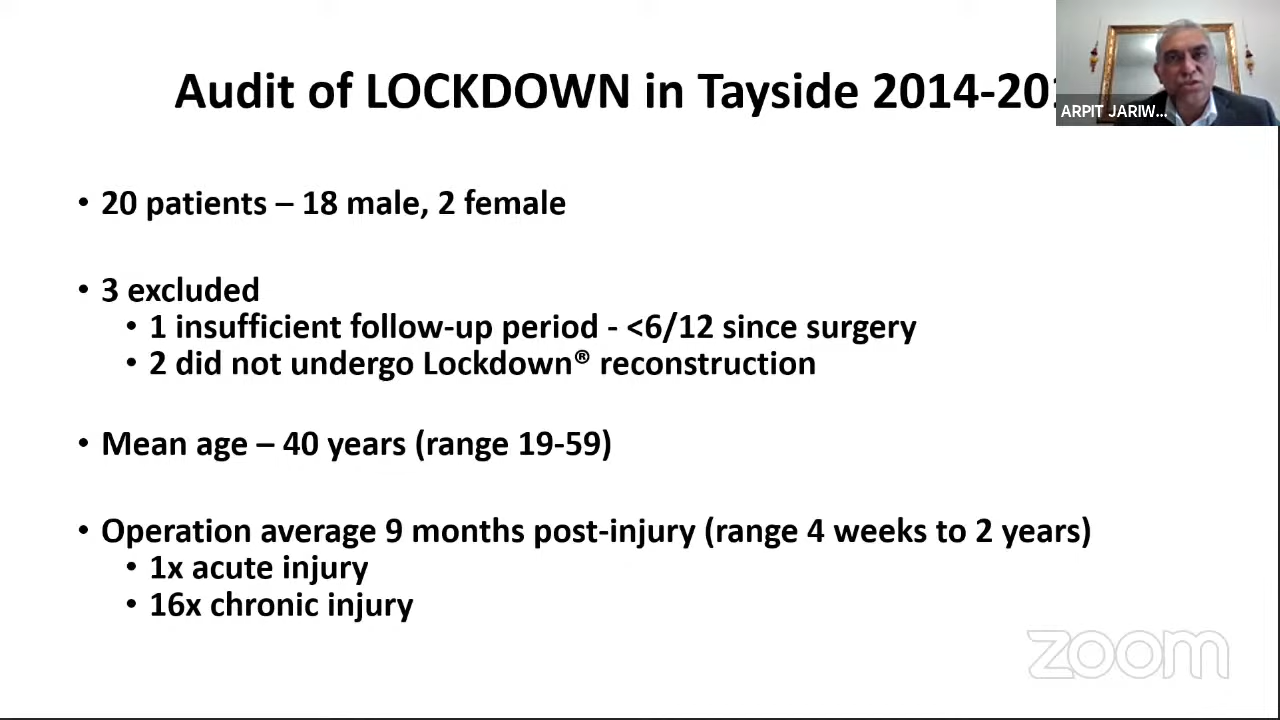 Audit of LOCKDOWN in Tayside 2014-20
ARPIT JARIW...
• 20 patients – 18 male, 2 female
• 3 excluded
• 1 insufficient follow-up period - <6/12 since surgery
• 2 did not undergo Lockdown® reconstruction
• Mean age – 40 years (range 19-59)
• Operation average 9 months post-injury (range 4 weeks to 2 years)
• 1x acute injury
• 16x chronic injury
zoom